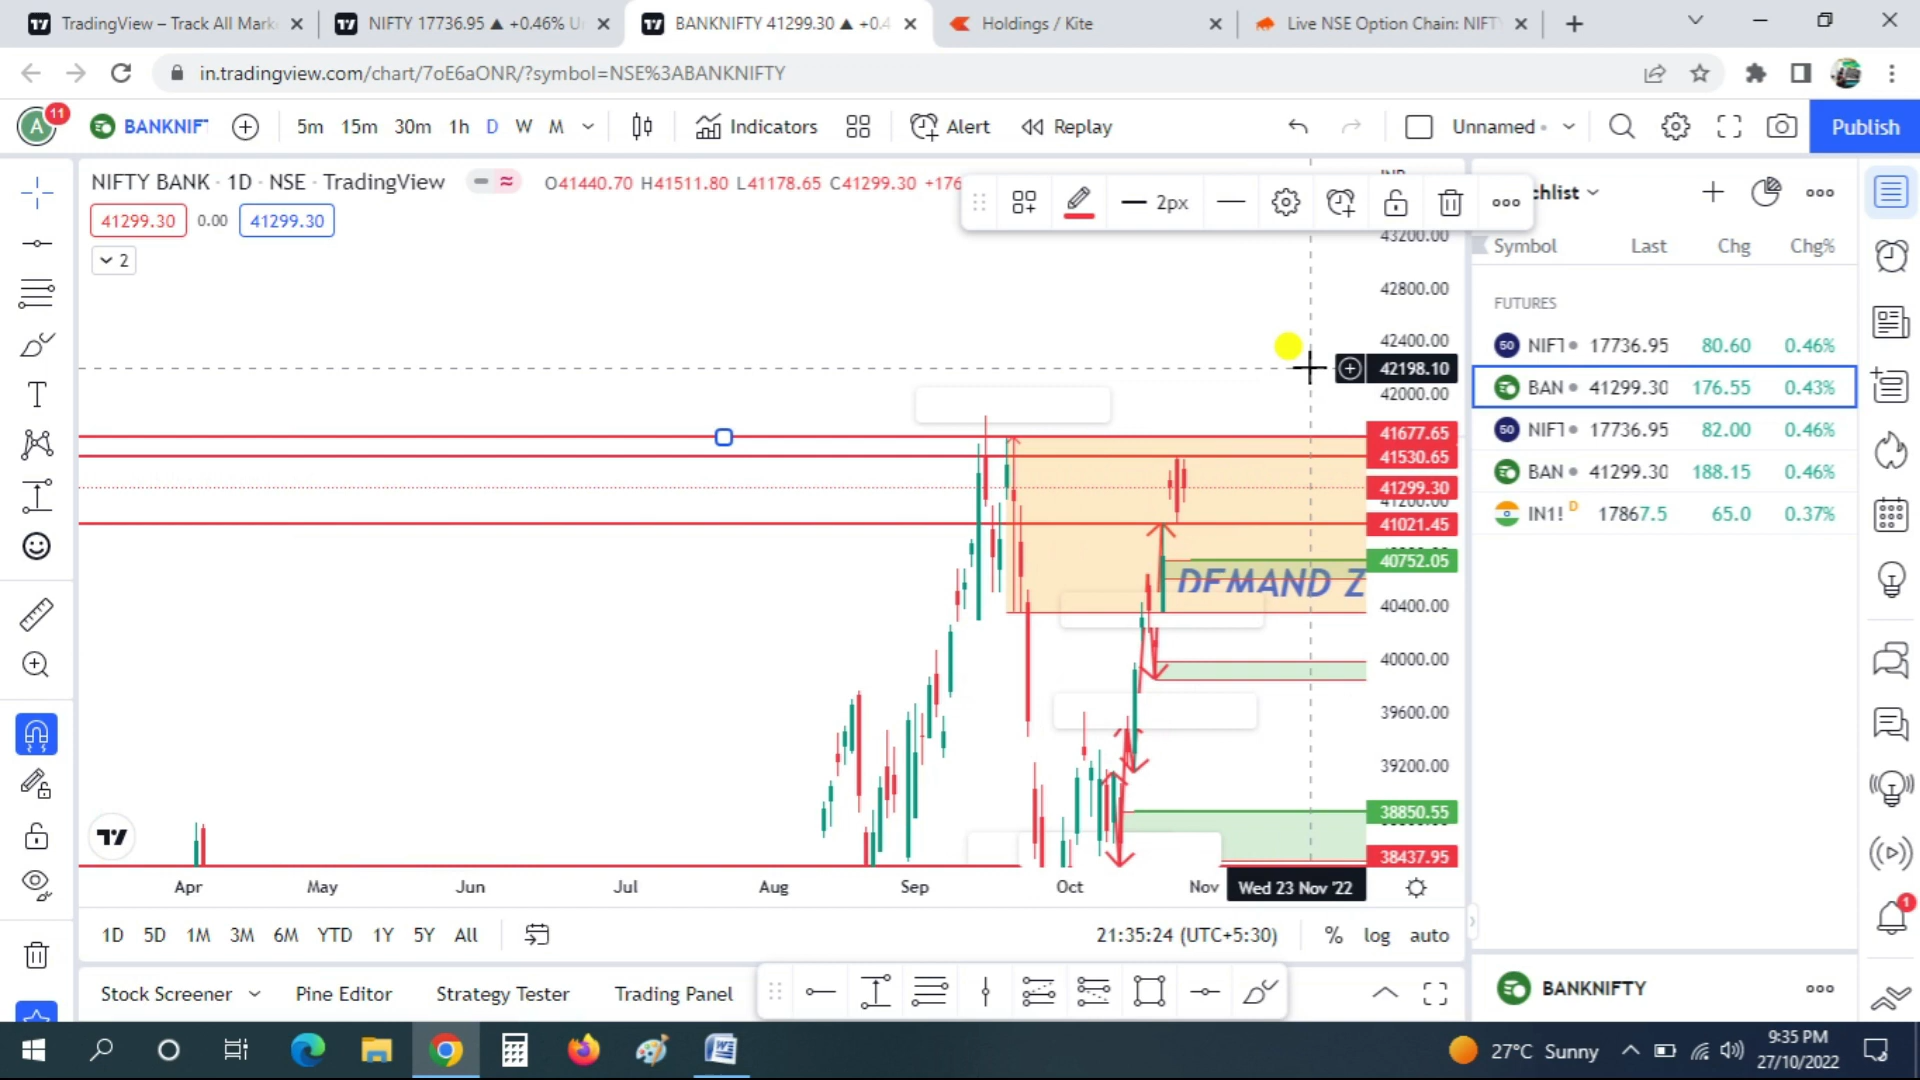 TradingView – Track All Mark
NIFTY 17736.95 ▲ +0.46% U
BANKNIFTY 41299.30 ▲ +0.4
Holdings / Kite
Live NSE Option Chain: NIFT
in.tradingview.com/chart/7oE6aONR/?symbol=NSE%3ABANKNIFTY
A
11
BANKNIF
5m 15m 30m 1h D W M
Indicators
Alert
Replay
Unnamed
Publish
NIFTY BANK · 1D · NSE · TradingView
O41440.70 H41511.80 L41178.65 C41299.30 +176
41299.30 0.00 41299.30
2
2px
chlist
Symbol Last Chg Chg%
FUTURES
50 NIFT 17736.95 80.60 0.46%
BAN 41299.30 176.55 0.43%
50 NIFT 17736.95 82.00 0.46%
BAN 41299.30 188.15 0.46%
IN1! D 17867.5 65.0 0.37%
43200.00
42800.00
42400.00
42198.10
42000.00
41677.65
41530.65
41299.30
41200.00
41021.45
40752.05
DEMAND Z
40400.00
40000.00
39600.00
39200.00
38850.55
38437.95
Apr May Jun Jul Aug Sep Oct Nov Wed 23 Nov '22
1D 5D 1M 3M 6M YTD 1Y 5Y All
21:35:24 (UTC+5:30) % log auto
Stock Screener Pine Editor Strategy Tester Trading Panel
BANKNIFTY
1
27°C Sunny
9:35 PM
27/10/2022